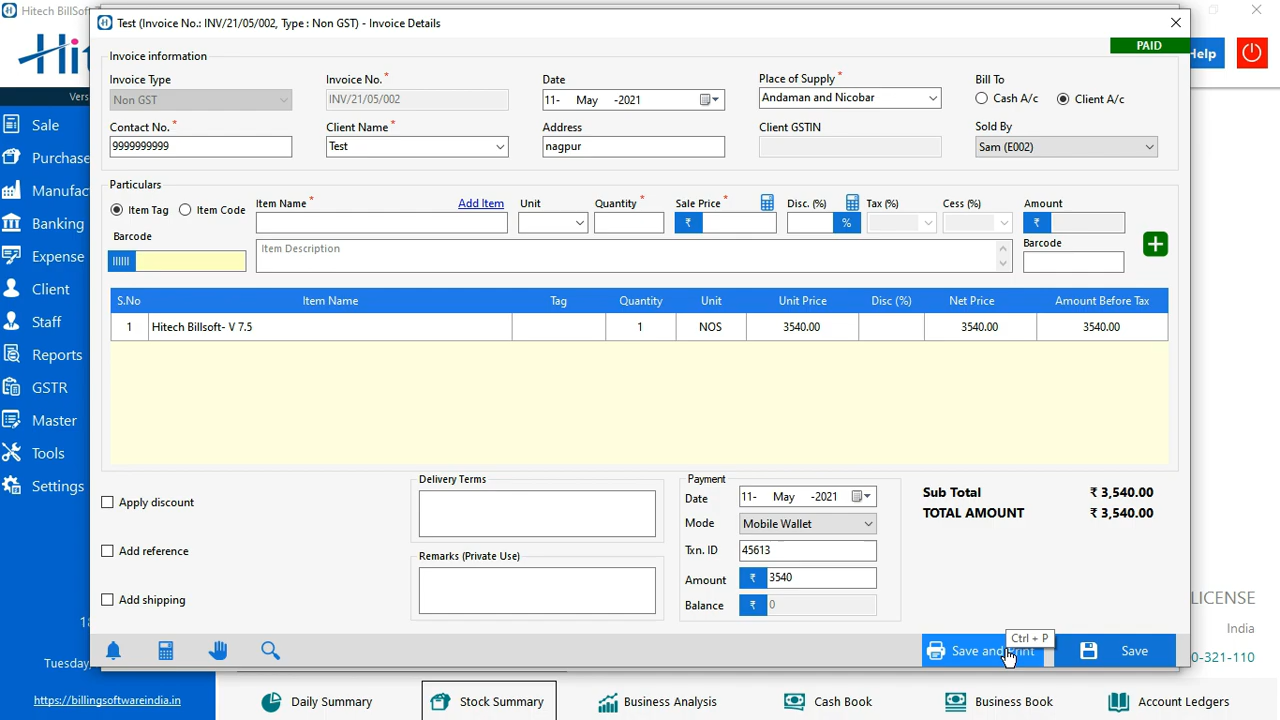 Hitech BillSoft
Test (Invoice No.: INV/21/05/002, Type : Non GST) - Invoice Details
PAID
Hi
Help
Vers
Invoice information
Invoice Type
Invoice No. *
Date
Place of Supply *
Bill To
Non GST
INV/21/05/002
11- May -2021
Andaman and Nicobar
Cash A/c
Client A/c
Contact No. *
Client Name *
Address
Client GSTIN
Sold By
9999999999
Test
nagpur
Sam (E002)
Sale
Purchase
Manufac
Banking
Expense
Client
Staff
Reports
GSTR
Master
Tools
Settings
Particulars
Item Tag
Item Code
Item Name *
Add Item
Unit
Quantity *
Sale Price *
Disc. (%)
Tax (%)
Cess (%)
Amount
₹
%
₹
Barcode
Item Description
Barcode
S.No Item Name Tag Quantity Unit Unit Price Disc (%) Net Price Amount Before Tax
1 Hitech Billsoft- V 7.5 1 NOS 3540.00 3540.00 3540.00
Apply discount
Add reference
Add shipping
Delivery Terms
Remarks (Private Use)
Payment
Date 11- May -2021
Mode Mobile Wallet
Txn. ID 45613
Amount ₹ 3540
Balance ₹ 0
Sub Total ₹ 3,540.00
TOTAL AMOUNT ₹ 3,540.00
Ctrl + P
Save and Print
Save
LICENSE
India
0-321-110
18
Tuesday,
https://billingsoftwareindia.in
Daily Summary
Stock Summary
Business Analysis
Cash Book
Business Book
Account Ledgers